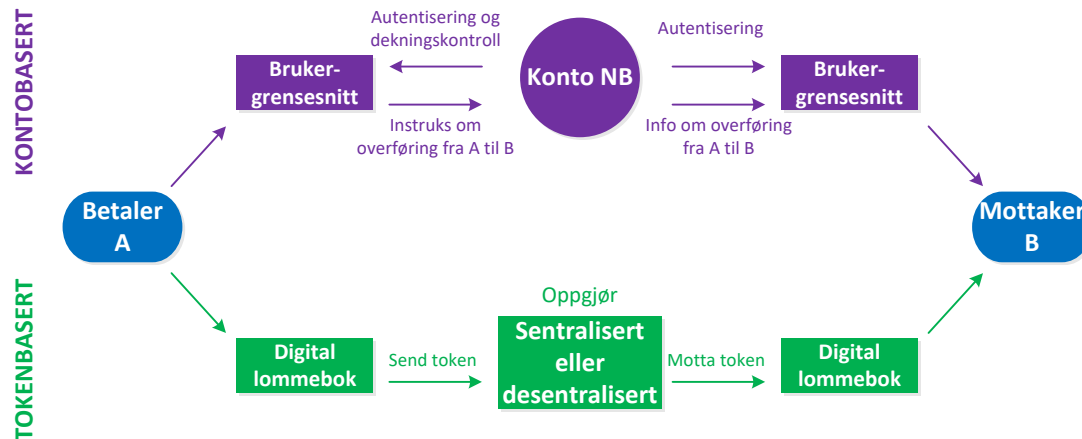 KONTOBASERT
Autentisering og
dekningskontroll
Autentisering
Bruker-
grensesnitt
Konto NB
Bruker-
grensesnitt
Instruks om
overføring fra A til B
Info om overføring
fra A til B
Betaler
A
Mottaker
B
TOKENBASERT
Oppgjør
Digital
lommebok
Send token
Sentralisert
eller
desentralisert
Motta token
Digital
lommebok